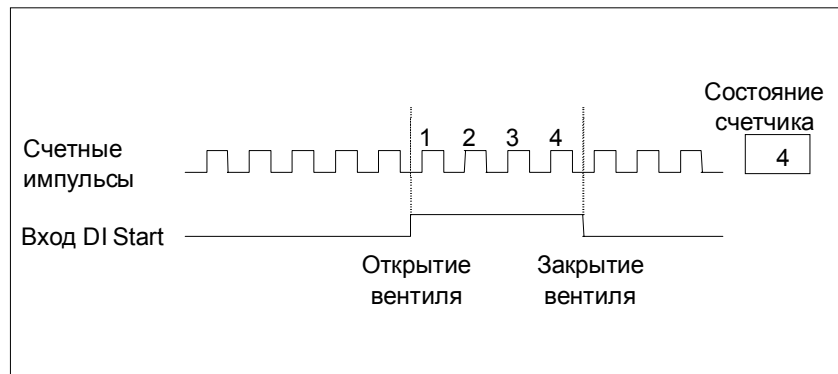 Состояние
счетчика
1 2 3 4
Счетные
импульсы
4
Вход DI Start
Открытие
вентиля
Закрытие
вентиля